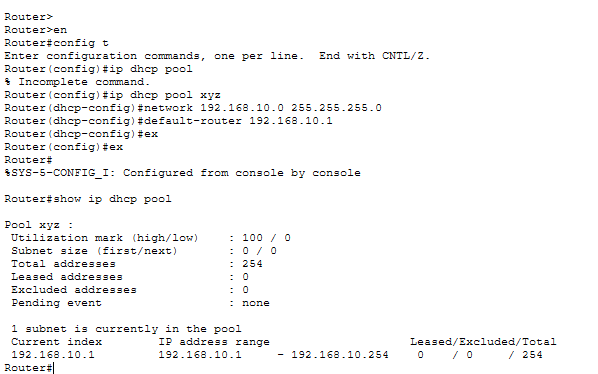 Router>
Router>en
Router#config t
Enter configuration commands, one per line.  End with CNTL/Z.
Router(config)#ip dhcp pool
% Incomplete command.
Router(config)#ip dhcp pool xyz
Router(dhcp-config)#network 192.168.10.0 255.255.255.0
Router(dhcp-config)#default-router 192.168.10.1
Router(dhcp-config)#ex
Router(config)#ex
Router#
%SYS-5-CONFIG_I: Configured from console by console
Router#show ip dhcp pool
Pool xyz :
Utilization mark (high/low)    : 100 / 0
Subnet size (first/next)       : 0 / 0
Total addresses                : 254
Leased addresses               : 0
Excluded addresses             : 0
Pending event                  : none
1 subnet is currently in the pool
Current index        IP address range                    Leased/Excluded/Total
192.168.10.1         192.168.10.1     - 192.168.10.254    0    / 0     / 254
Router#